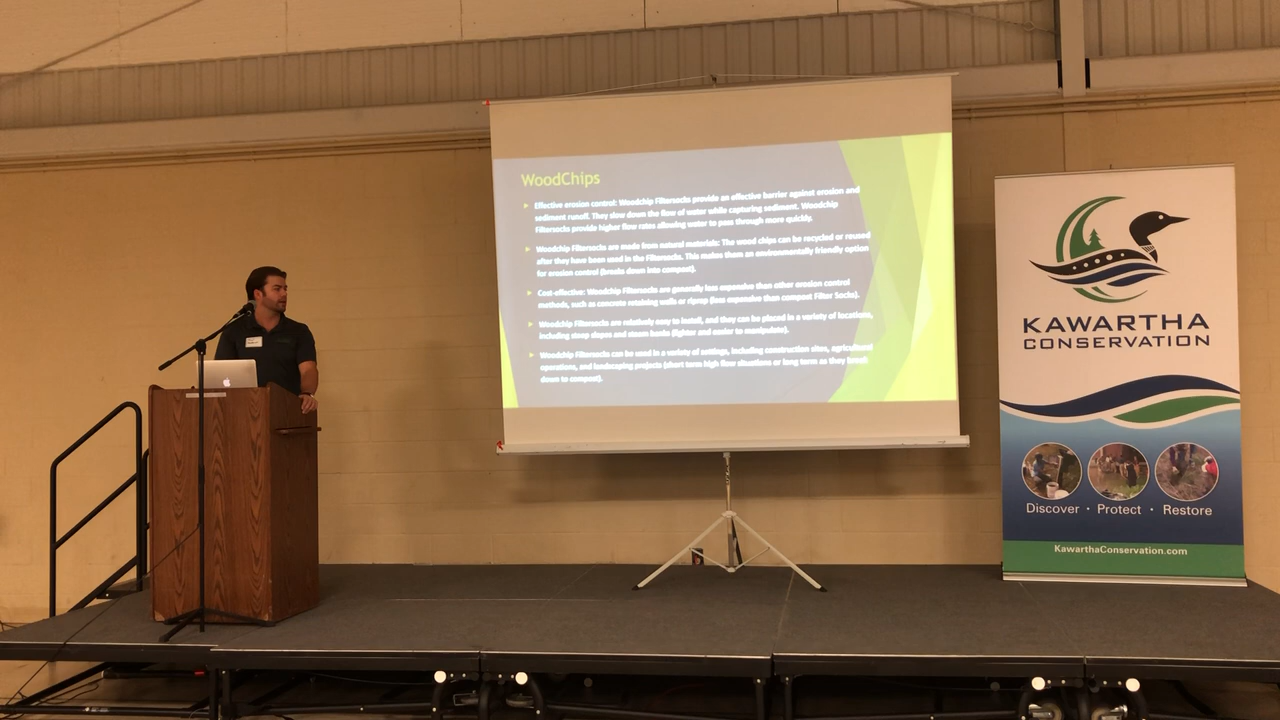 WoodChips
Effective erosion control: Woodchip Filtersocks provide an effective barrier against erosion and
sediment runoff. They slow down the flow of water while capturing sediment. Woodchip
Filtersocks provide higher flow rates allowing water to pass through more quickly.
Woodchip Filtersocks are made from natural materials: The wood chips can be recycled or reused
after they have been used in the Filtersocks. This makes them an environmentally friendly option
for erosion control (breaks down into compost).
Cost-effective: Woodchip Filtersocks are generally less expensive than other erosion control
methods, such as concrete retaining walls or riprap (less expensive than compost Filter Socks).
Woodchip Filtersocks are relatively easy to install, and they can be placed in a variety of locations,
including steep slopes and stream banks (lighter and easier to manipulate).
Woodchip Filtersocks can be used in a variety of settings, including construction sites, agricultural
operations, and landscaping projects (short term high flow situations or long term as they break
down to compost).
KAWARTHA
CONSERVATION
Discover · Protect · Restore
KawarthaConservation.com